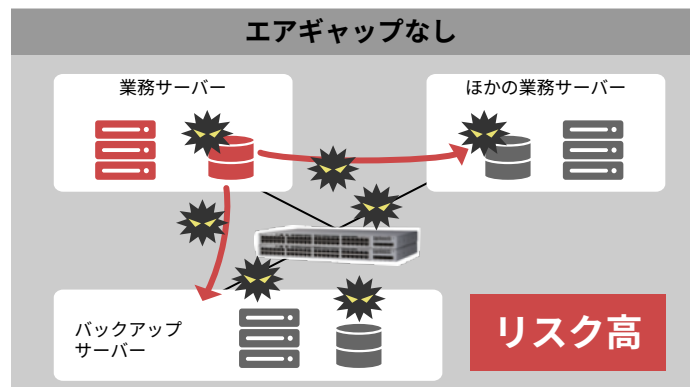 エアギャップなし
業務サーバー
ほかの業務サーバー
バックアップ
サーバー
リスク高